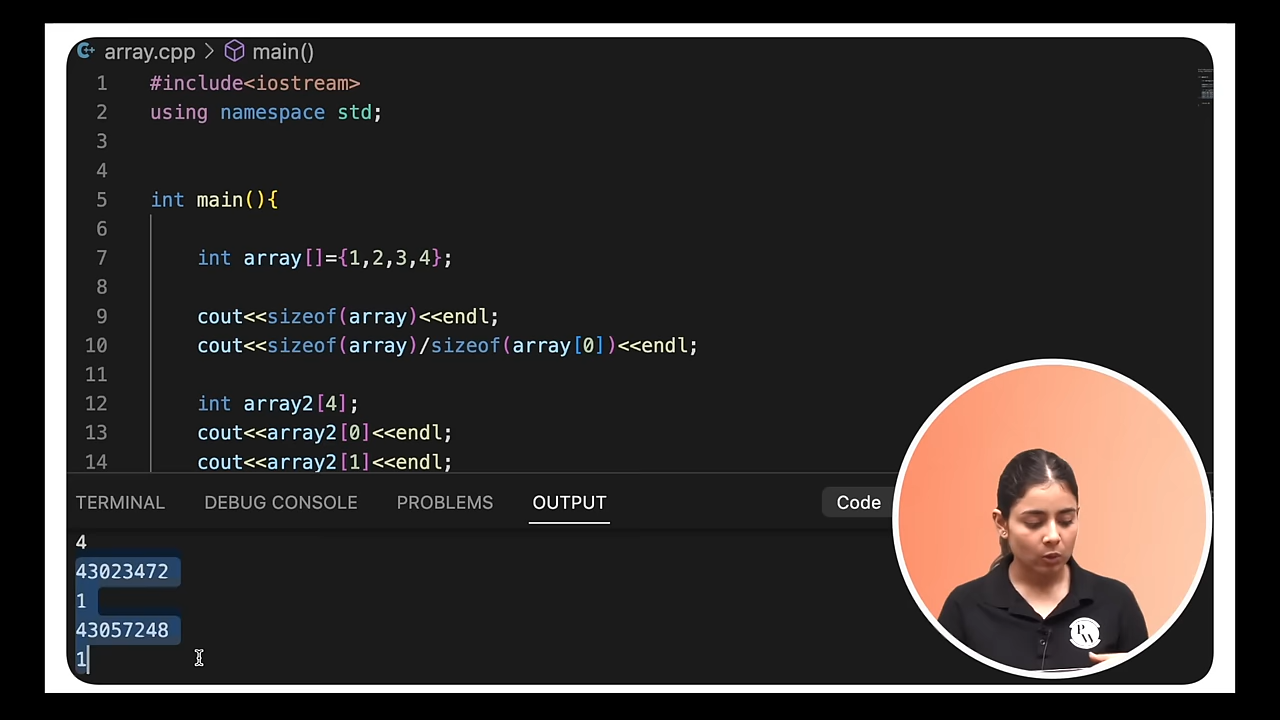 array.cpp > main()
1 #include<iostream>
2 using namespace std;
3
4
5 int main(){
6
7 int array[]={1,2,3,4};
8
9 cout<<sizeof(array)<<endl;
10 cout<<sizeof(array)/sizeof(array[0])<<endl;
11
12 int array2[4];
13 cout<<array2[0]<<endl;
14 cout<<array2[1]<<endl;
TERMINAL DEBUG CONSOLE PROBLEMS OUTPUT Code
4
43023472
1
43057248
1
PW